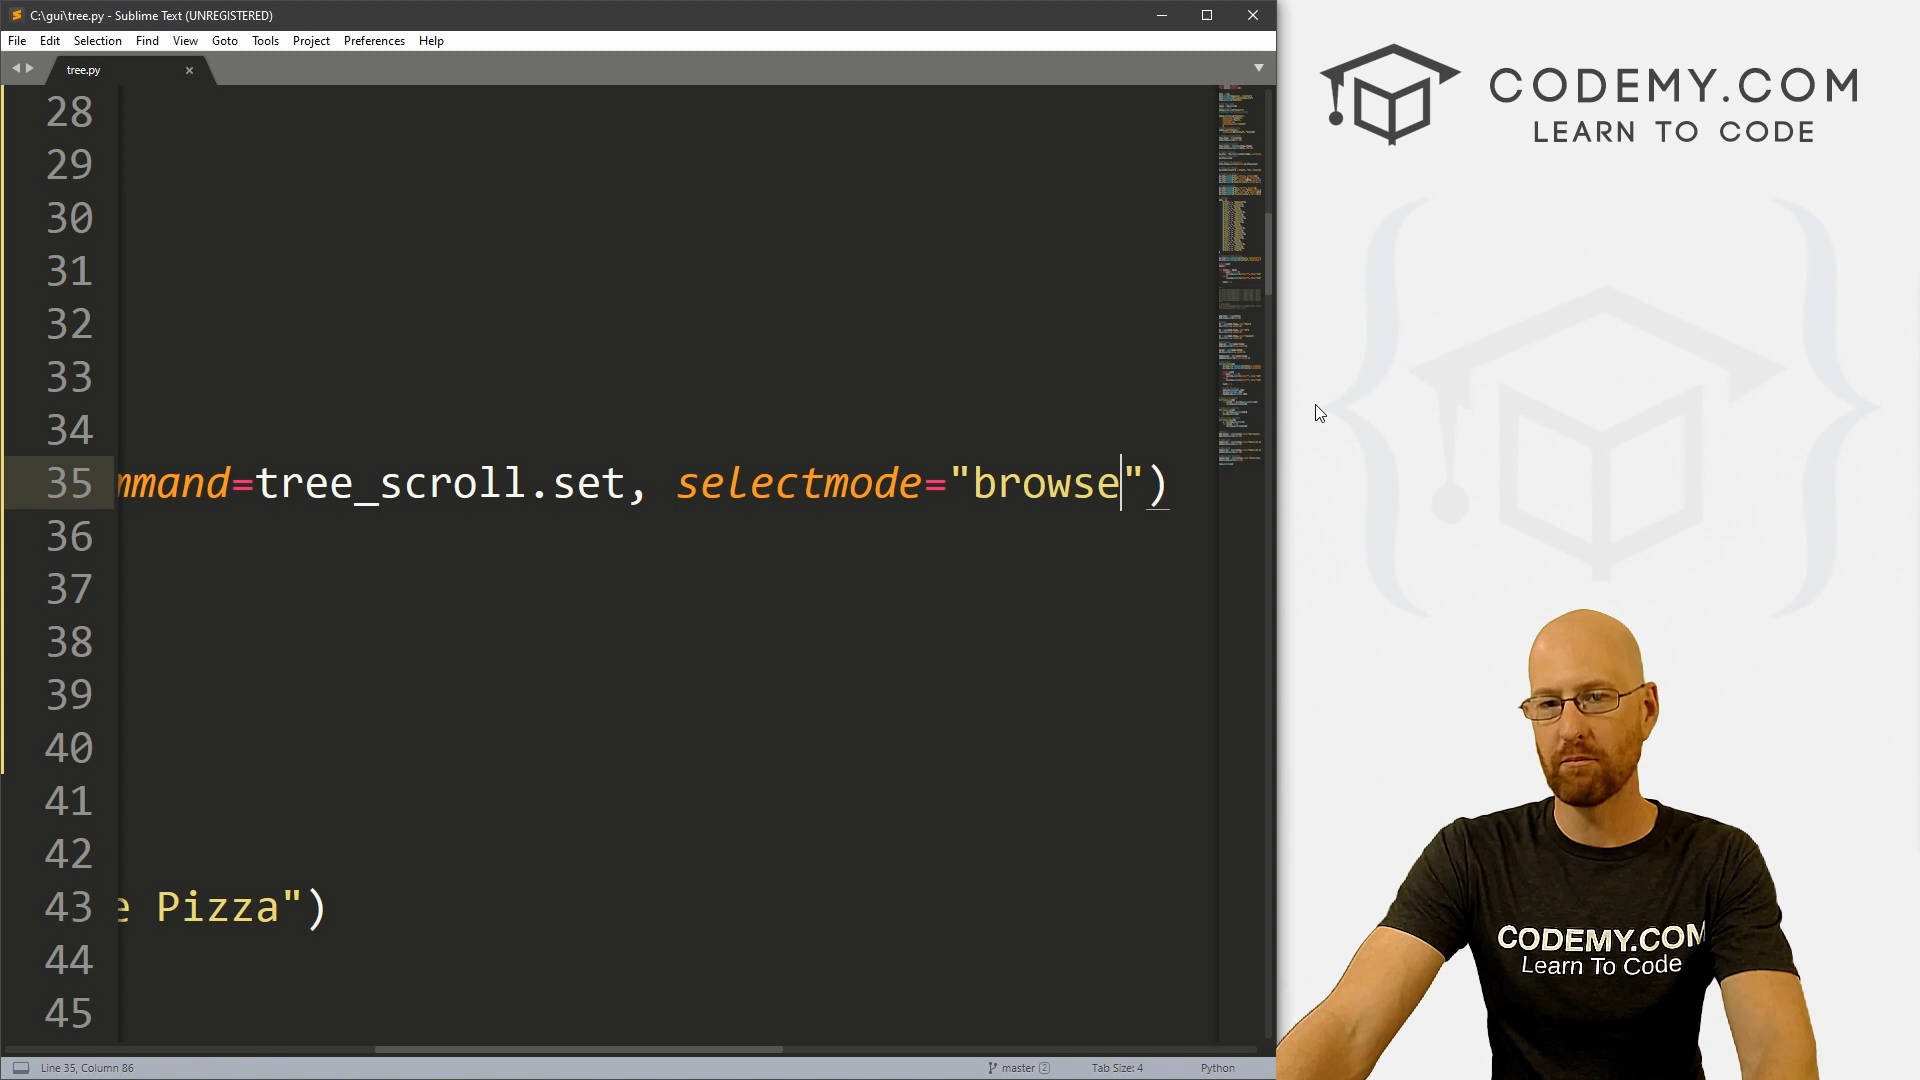 C:\gui\tree.py - Sublime Text (UNREGISTERED)
File Edit Selection Find View Goto Tools Project Preferences Help
tree.py
28
29
30
31
32
33
34
35 mmand=tree_scroll.set, selectmode="browse")
36
37
38
39
40
41
42
43 e Pizza")
44
45
Line 35, Column 86
master 2
Tab Size: 4
Python
CODEMY.COM
LEARN TO CODE
CODEMY.COM
Learn To Code